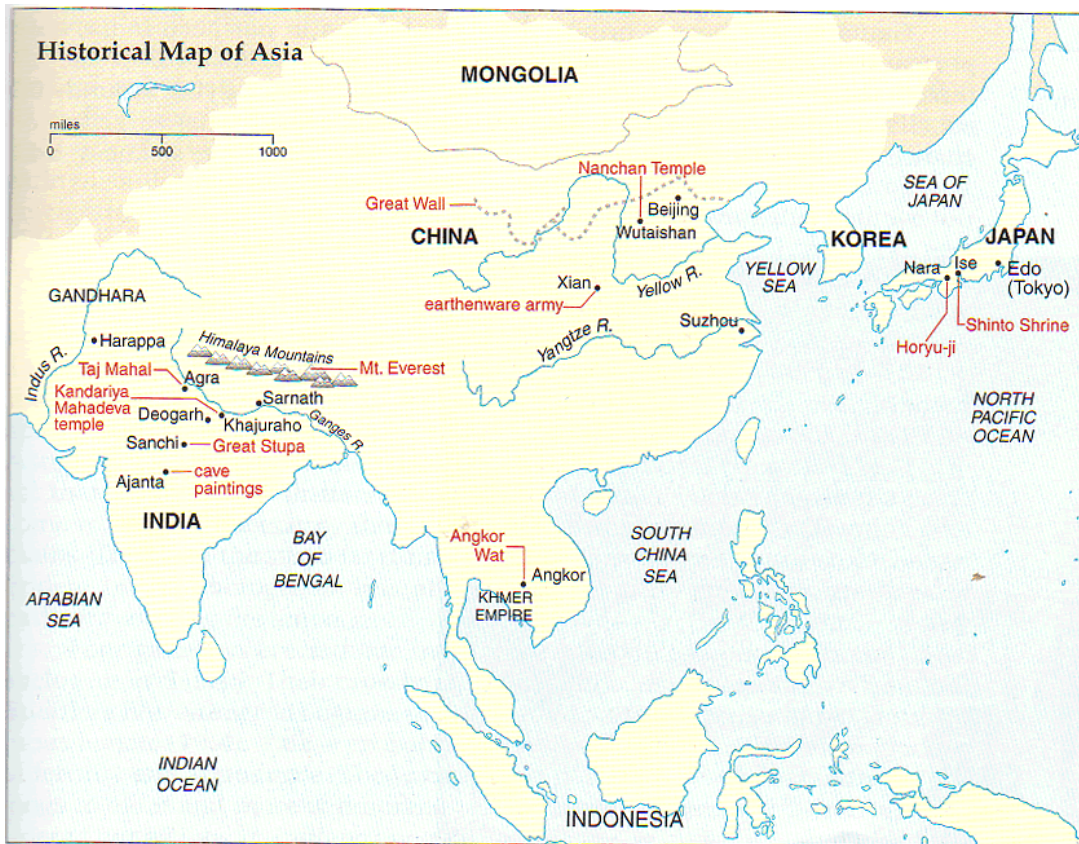 Historical Map of Asia
miles
0
500
1000
MONGOLIA
Nanchan Temple
Great Wall
Beijing
Wutaishan
CHINA
SEA OF
JAPAN
KOREA
JAPAN
Nara
Ise
Edo
(Tokyo)
YELLOW
SEA
Xian
Yellow R.
earthenware army
Suzhou
Yangtze R.
Shinto Shrine
Horyu-ji
GANDHARA
Harappa
Indus R.
Himalaya Mountains
Mt. Everest
Taj Mahal
Agra
Kandariya
Mahadeva
temple
Sarnath
Deogarh
Khajuraho
Ganges R.
Sanchi
Great Stupa
Ajanta
cave
paintings
NORTH
PACIFIC
OCEAN
INDIA
BAY
OF
BENGAL
Angkor
Wat
Angkor
KHMER
EMPIRE
SOUTH
CHINA
SEA
ARABIAN
SEA
INDIAN
OCEAN
INDONESIA